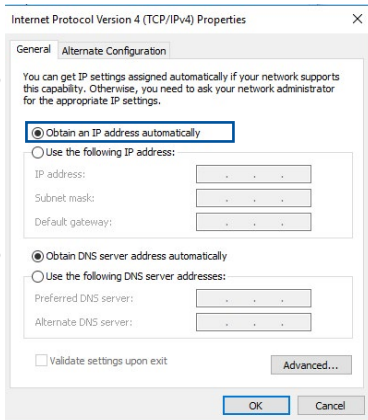 Internet Protocol Version 4 (TCP/IPv4) Properties
General
Alternate Configuration
You can get IP settings assigned automatically if your network supports
this capability. Otherwise, you need to ask your network administrator
for the appropriate IP settings.
Obtain an IP address automatically
Use the following IP address:
IP address:
Subnet mask:
Default gateway:
Obtain DNS server address automatically
Use the following DNS server addresses:
Preferred DNS server:
Alternate DNS server:
Validate settings upon exit
Advanced...
OK
Cancel